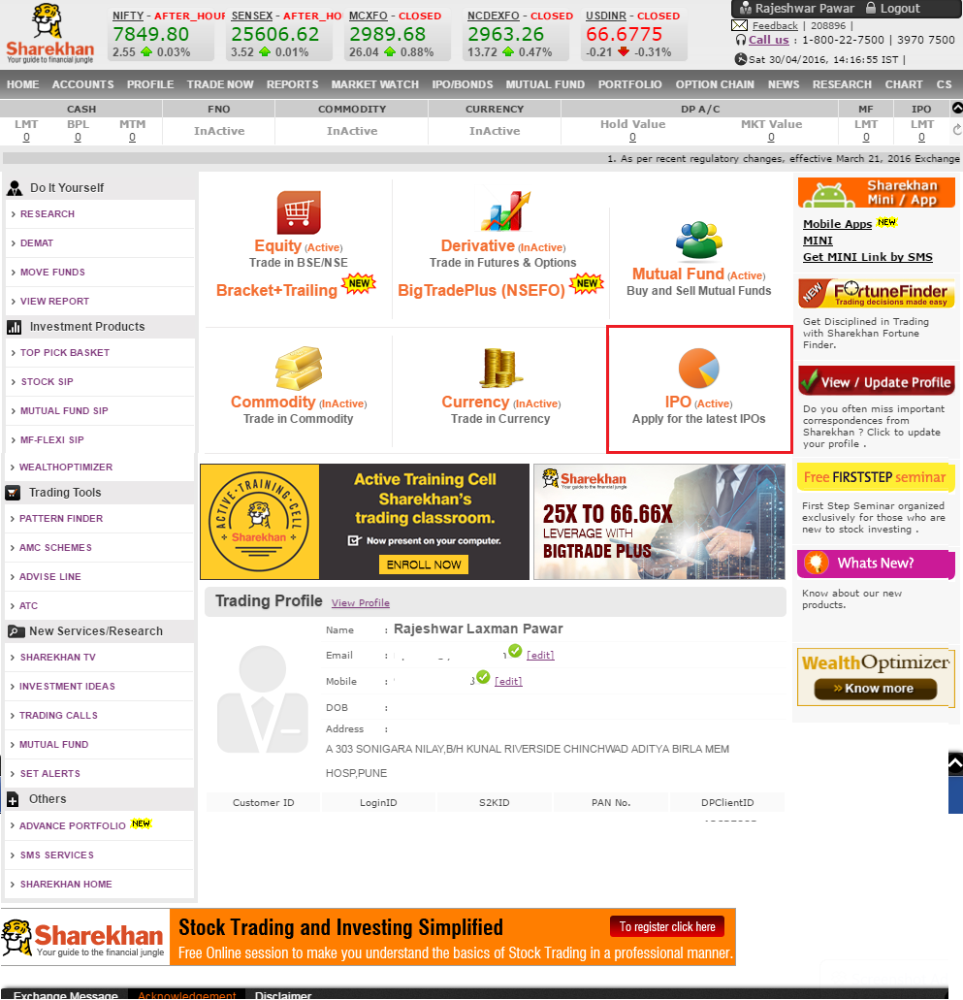 Sharekhan
Your guide to the financial jungle
NIFTY - AFTER_HOUR
7849.80
2.55 0.03%
SENSEX - AFTER_HO
25606.62
3.52 0.01%
MCXFO - CLOSED
2989.68
26.04 0.88%
NCDEXFO - CLOSED
2963.26
13.72 0.47%
USDINR - CLOSED
66.6775
-0.21 -0.31%
Rajeshwar Pawar Logout
Feedback | 208896 |
Call us : 1-800-22-7500 | 3970 7500
Sat 30/04/2016, 14:16:55 IST |
HOME ACCOUNTS PROFILE TRADE NOW REPORTS MARKET WATCH IPO/BONDS MUTUAL FUND PORTFOLIO OPTION CHAIN NEWS RESEARCH CHART CS
CASH FNO COMMODITY CURRENCY DP A/C MF IPO
LMT BPL MTM InActive InActive InActive Hold Value MKT Value LMT LMT
0 0 0 0 0 0 0
1. As per recent regulatory changes, effective March 21, 2016 Exchange
Do It Yourself
RESEARCH
DEMAT
MOVE FUNDS
VIEW REPORT
Investment Products
TOP PICK BASKET
STOCK SIP
MUTUAL FUND SIP
MF-FLEXI SIP
WEALTHOPTIMIZER
Trading Tools
PATTERN FINDER
AMC SCHEMES
ADVISE LINE
ATC
New Services/Research
SHAREKHAN TV
INVESTMENT IDEAS
TRADING CALLS
MUTUAL FUND
SET ALERTS
Others
ADVANCE PORTFOLIO NEW
SMS SERVICES
SHAREKHAN HOME
Equity (Active)
Trade in BSE/NSE
Bracket+Trailing NEW
Derivative (InActive)
Trade in Futures & Options
BigTradePlus (NSEFO) NEW
Mutual Fund (Active)
Buy and Sell Mutual Funds
Commodity (InActive)
Trade in Commodity
Currency (InActive)
Trade in Currency
IPO (Active)
Apply for the latest IPOs
ACTIVE-TRAINING-CELL
Sharekhan
Active Training Cell
Sharekhan's
trading classroom.
Now present on your computer.
ENROLL NOW
Sharekhan
Your guide to the financial jungle
25X TO 66.66X
LEVERAGE WITH
BIGTRADE PLUS
Trading Profile View Profile
Name : Rajeshwar Laxman Pawar
Email : [edit]
Mobile : [edit]
DOB :
Address :
A 303 SONIGARA NILAY,B/H KUNAL RIVERSIDE CHINCHWAD ADITYA BIRLA MEM
HOSP,PUNE
Customer ID LoginID S2KID PAN No. DPClientID
Sharekhan
Mini / App
Mobile Apps NEW
MINI
Get MINI Link by SMS
NEW FortuneFinder
Trading decisions made easy
Get Disciplined in Trading
with Sharekhan Fortune
Finder.
View / Update Profile
Do you often miss important
correspondences from
Sharekhan ? Click to update
your profile .
Free FIRSTSTEP seminar
First Step Seminar organized
exclusively for those who are
new to stock investing .
Whats New?
Know about our new
products.
WealthOptimizer
» Know more
Sharekhan
Your guide to the financial jungle
Stock Trading and Investing Simplified
To register click here
Free Online session to make you understand the basics of Stock Trading in a professional manner.
Exchange Message Acknowledgement Disclaimer